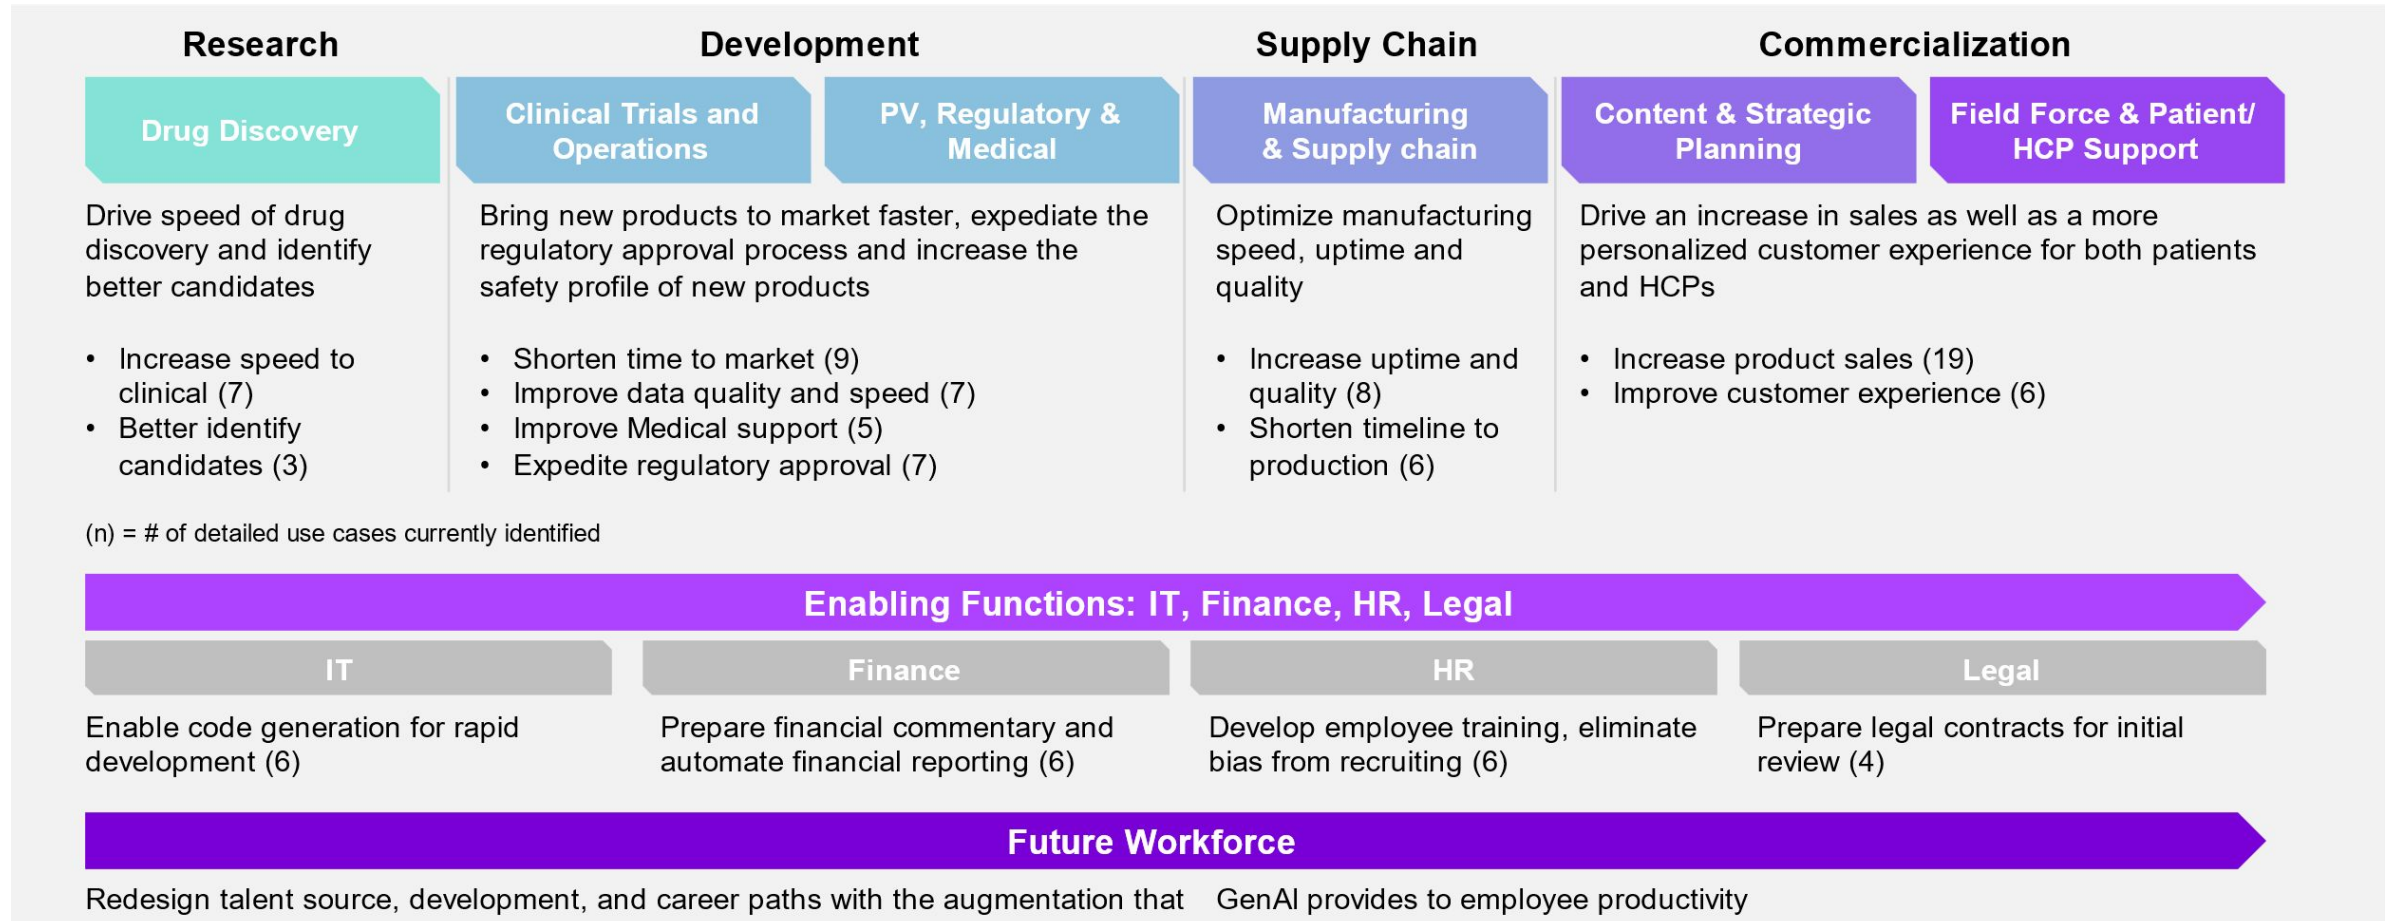 Research
Development
Supply Chain
Commercialization
Drug Discovery
Clinical Trials and
Operations
PV, Regulatory &
Medical
Manufacturing
& Supply chain
Content & Strategic
Planning
Field Force & Patient/
HCP Support
Drive speed of drug
discovery and identify
better candidates
• Increase speed to
clinical (7)
• Better identify
candidates (3)
Bring new products to market faster, expediate the
regulatory approval process and increase the
safety profile of new products
• Shorten time to market (9)
• Improve data quality and speed (7)
• Improve Medical support (5)
• Expedite regulatory approval (7)
Optimize manufacturing
speed, uptime and
quality
• Increase uptime and
quality (8)
• Shorten timeline to
production (6)
Drive an increase in sales as well as a more
personalized customer experience for both patients
and HCPs
• Increase product sales (19)
• Improve customer experience (6)
(n) = # of detailed use cases currently identified
Enabling Functions: IT, Finance, HR, Legal
IT
Enable code generation for rapid
development (6)
Finance
Prepare financial commentary and
automate financial reporting (6)
HR
Develop employee training, eliminate
bias from recruiting (6)
Legal
Prepare legal contracts for initial
review (4)
Future Workforce
Redesign talent source, development, and career paths with the augmentation that GenAI provides to employee productivity